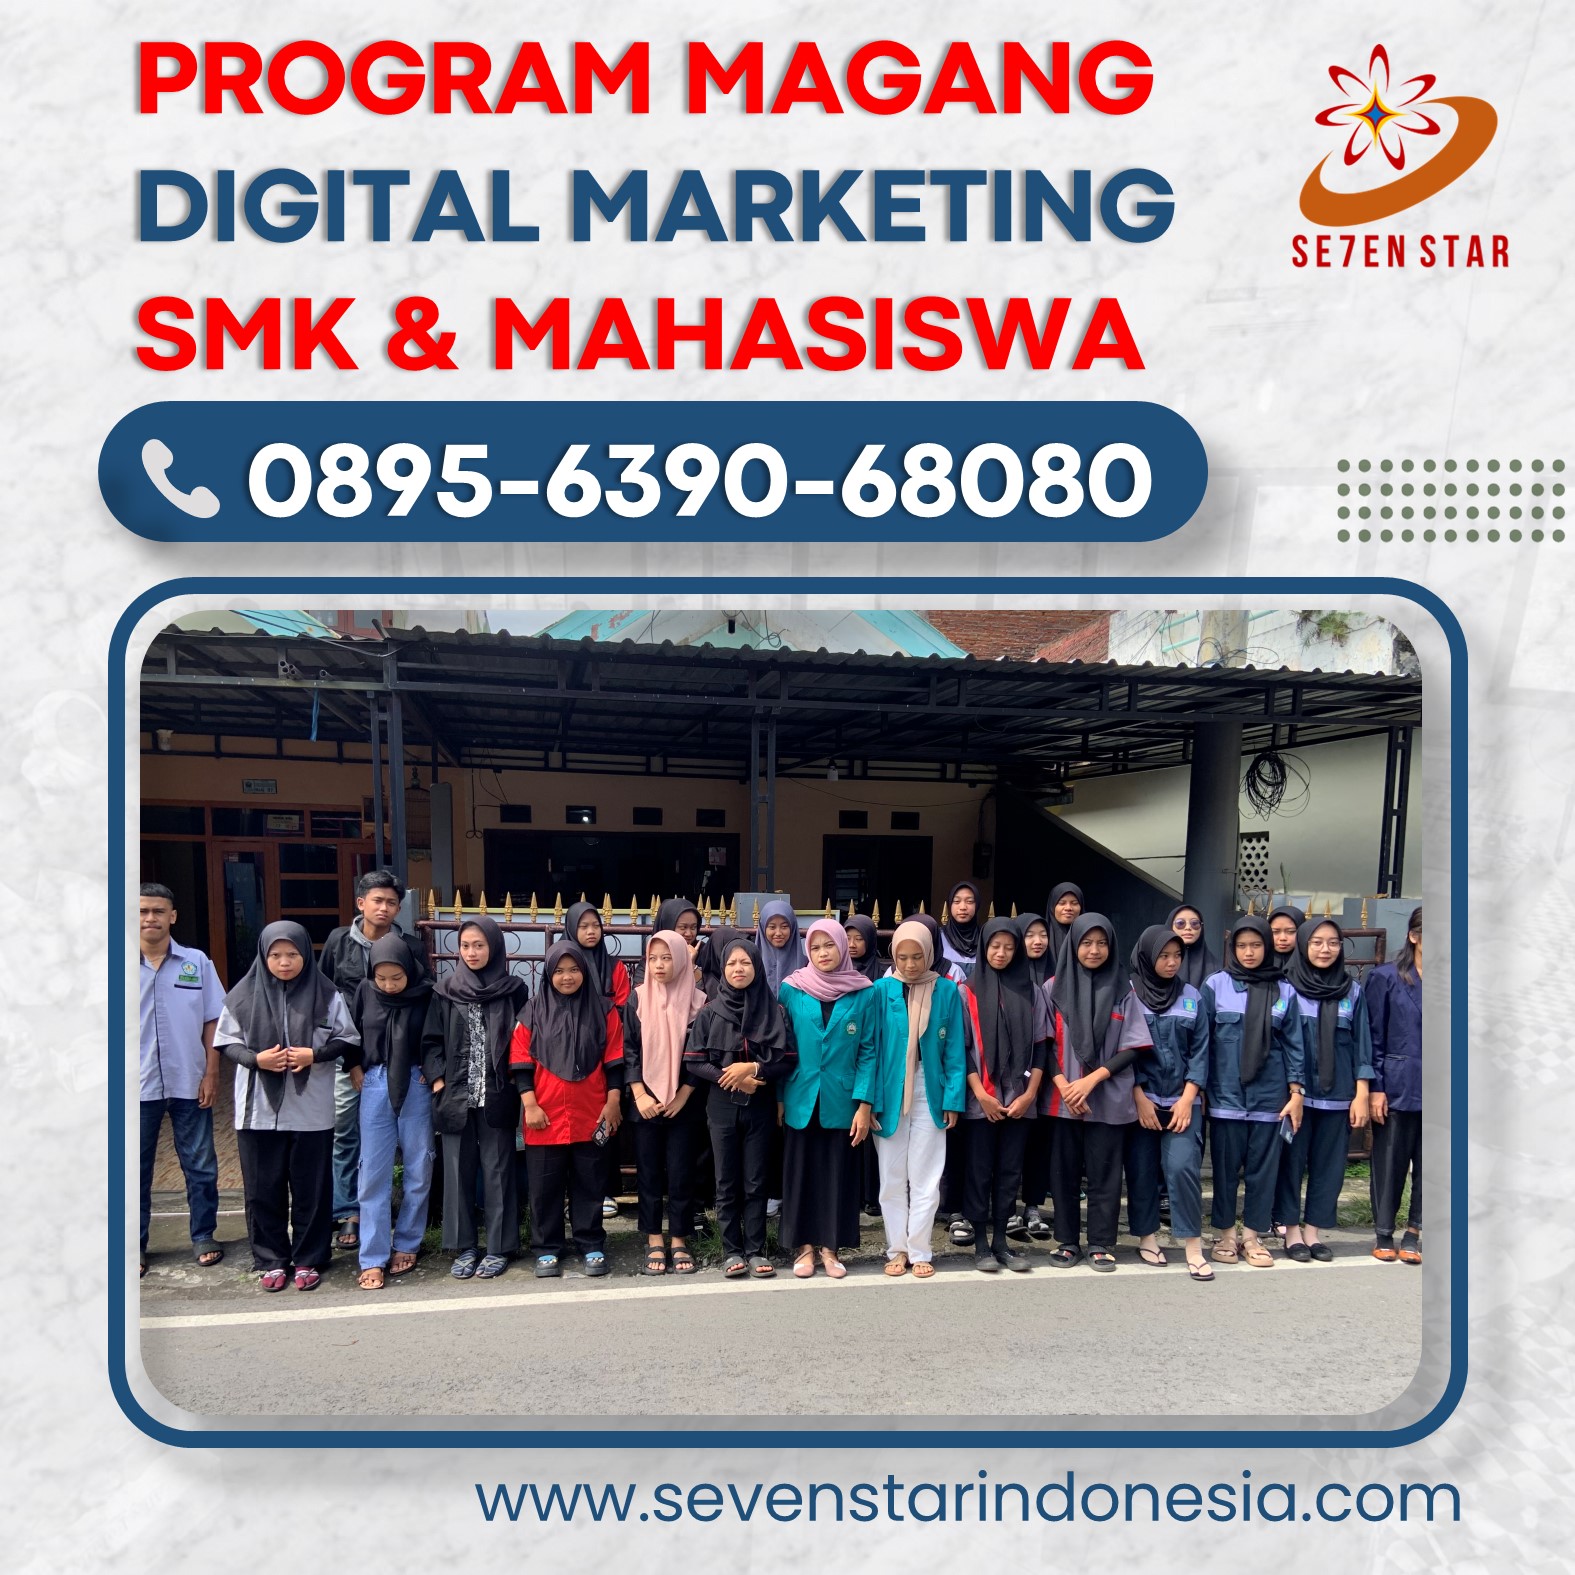 PROGRAM MAGANG
DIGITAL MARKETING
SMK & MAHASISWA
SE7EN STAR
0895-6390-68080
www.sevenstarindonesia.com